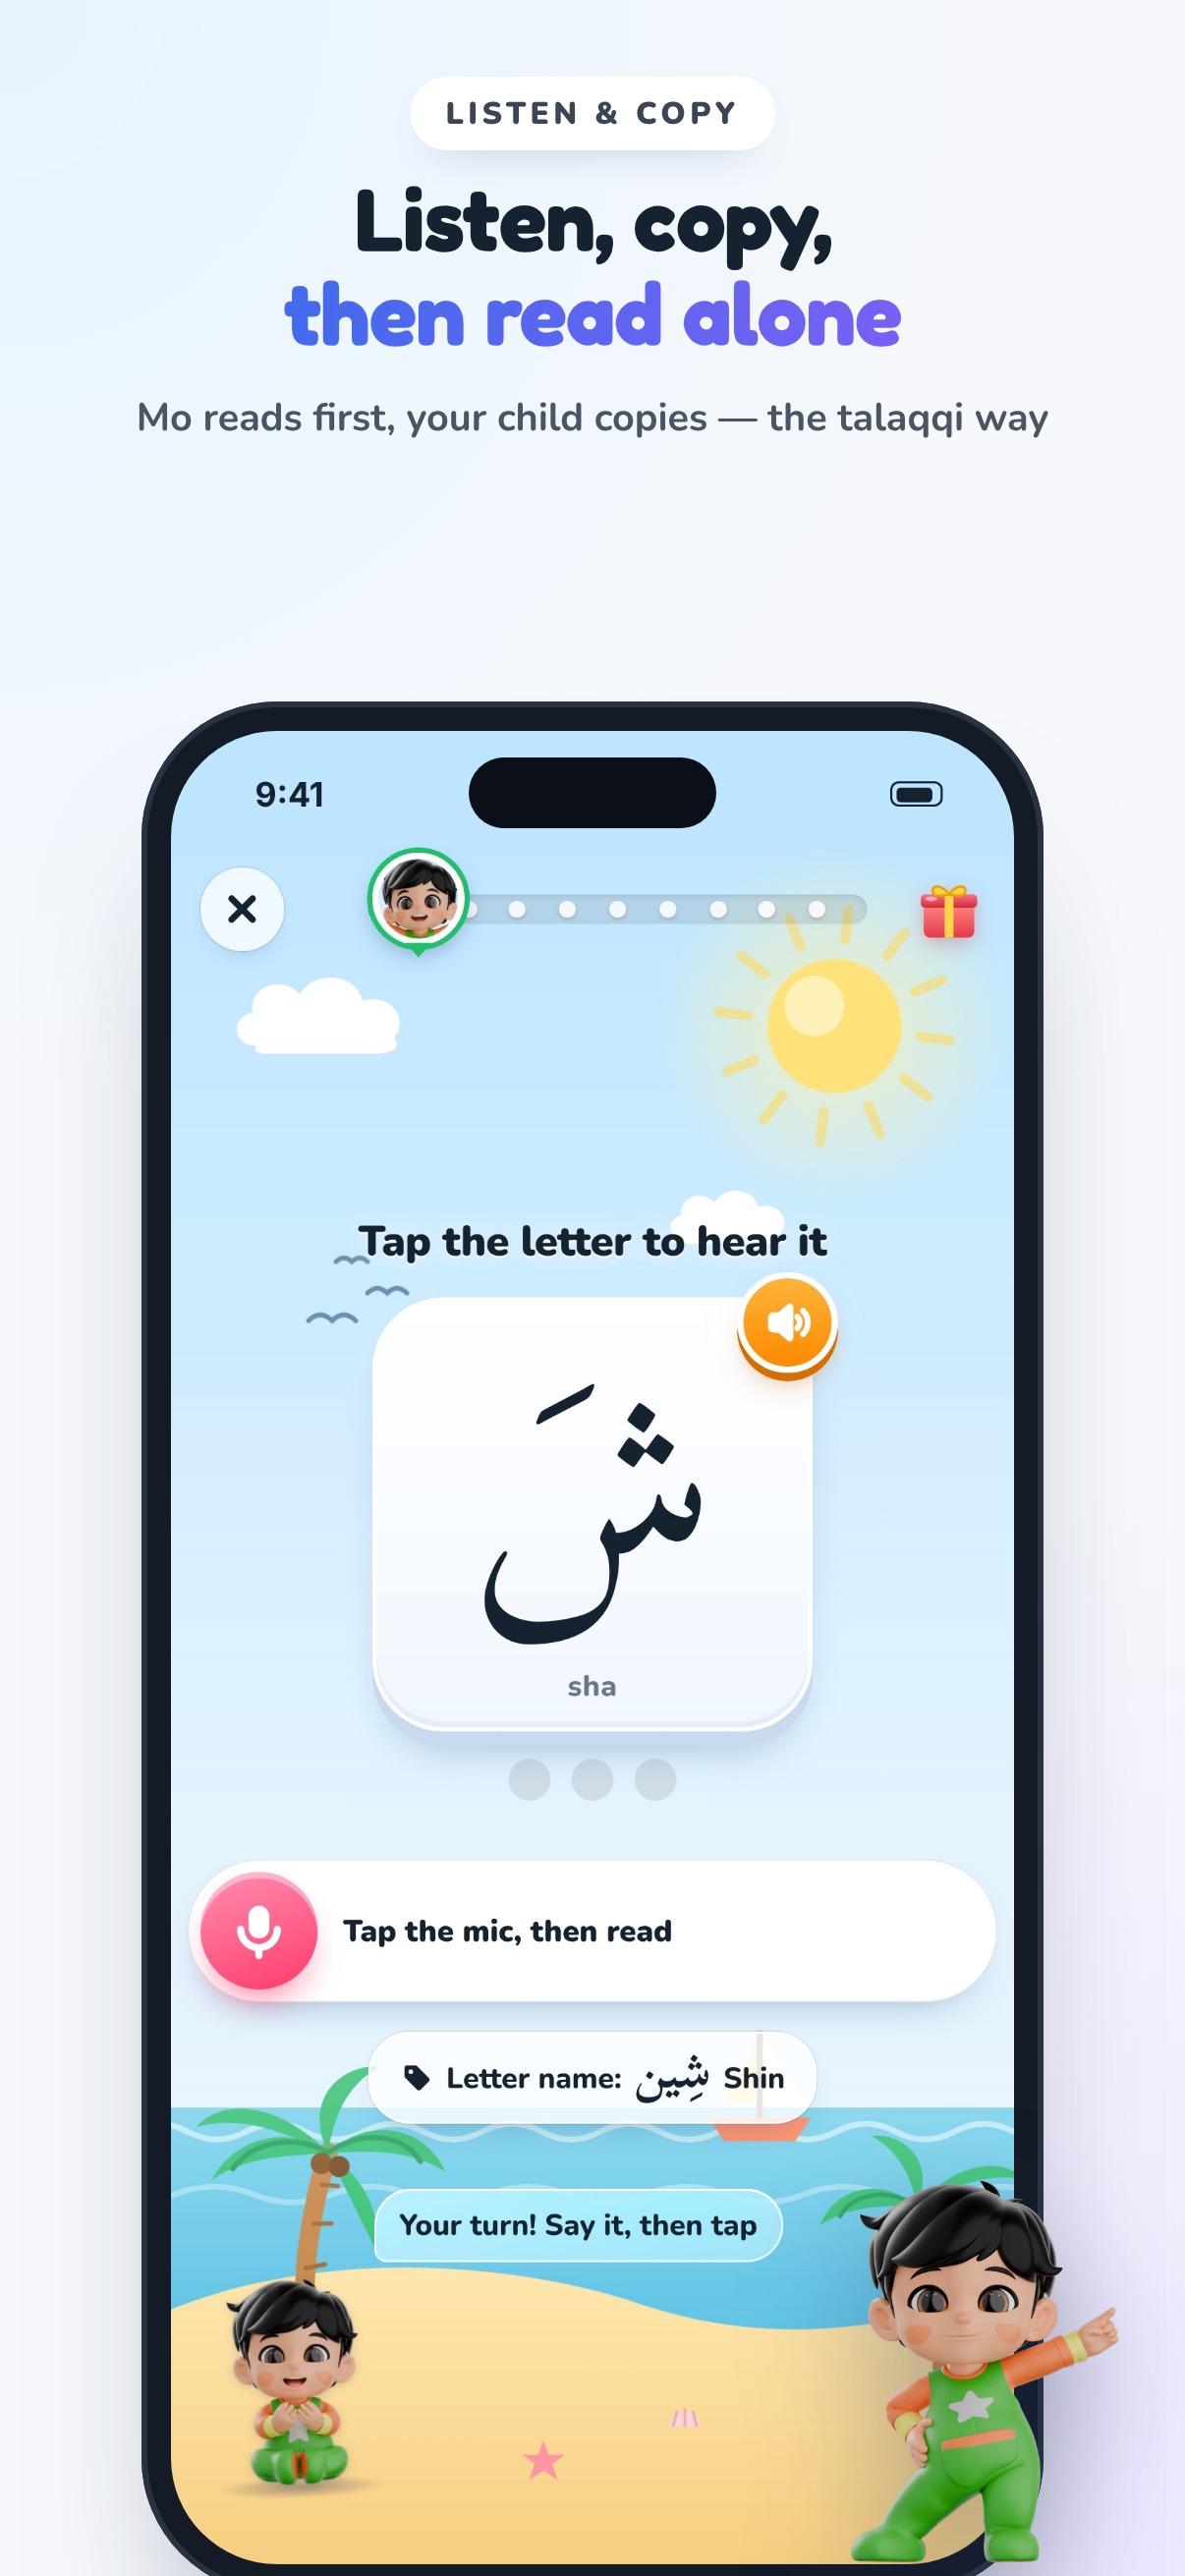 LISTEN & COPY
Listen, copy,
then read alone
Mo reads first, your child copies — the talaqqi way
9:41
Tap the letter to hear it
شَ
sha
Tap the mic, then read
Letter name: شِين Shin
Your turn! Say it, then tap